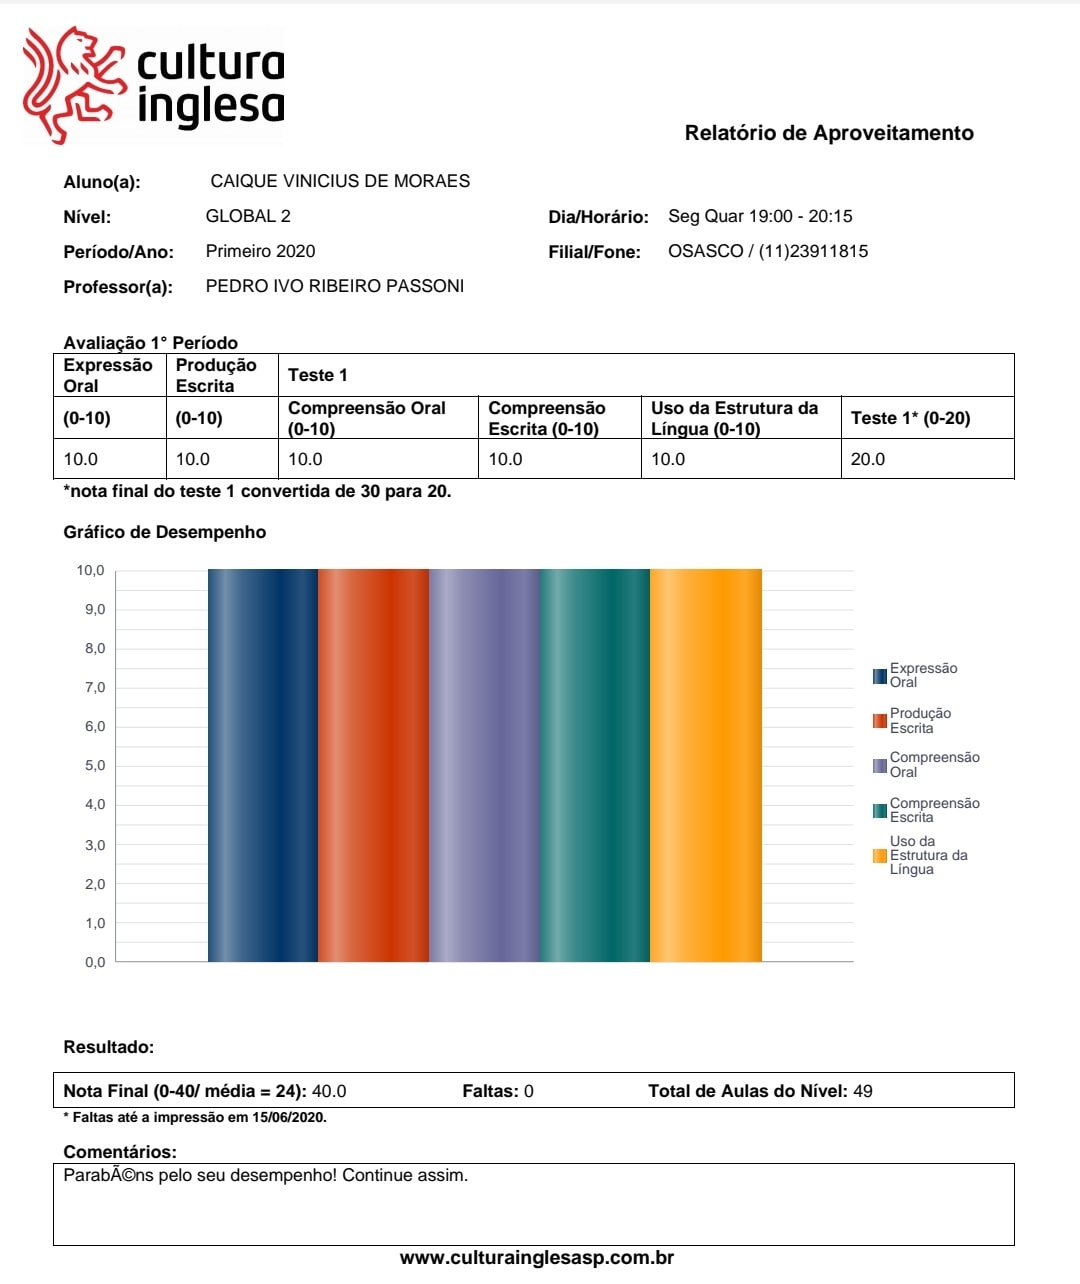 cultura
inglesa
Relatório de Aproveitamento
Aluno(a): CAIQUE VINICIUS DE MORAES
Nível: GLOBAL 2 Dia/Horário: Seg Quar 19:00 - 20:15
Período/Ano: Primeiro 2020 Filial/Fone: OSASCO / (11)23911815
Professor(a): PEDRO IVO RIBEIRO PASSONI
Avaliação 1° Período
Expressão Oral Produção Escrita Teste 1
(0-10) (0-10) Compreensão Oral (0-10) Compreensão Escrita (0-10) Uso da Estrutura da Língua (0-10) Teste 1* (0-20)
10.0 10.0 10.0 10.0 10.0 20.0
*nota final do teste 1 convertida de 30 para 20.
Gráfico de Desempenho
10,0
9,0
8,0
7,0
6,0
5,0
4,0
3,0
2,0
1,0
0,0
Expressão
Oral
Produção
Escrita
Compreensão
Oral
Compreensão
Escrita
Uso da
Estrutura da
Língua
Resultado:
Nota Final (0-40/ média = 24): 40.0 Faltas: 0 Total de Aulas do Nível: 49
* Faltas até a impressão em 15/06/2020.
Comentários:
ParabÃ©ns pelo seu desempenho! Continue assim.
www.culturainglesasp.com.br